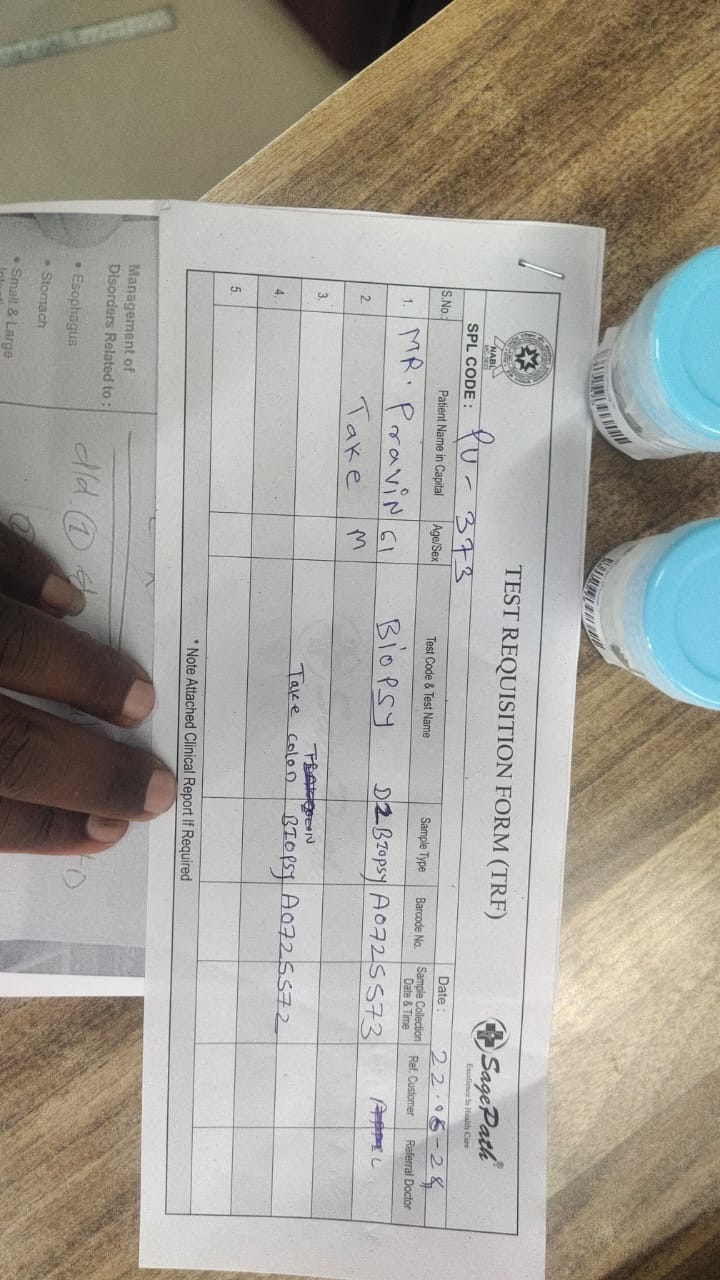 TEST REQUISITION FORM (TRF)
NABL
SagePath®
Excellence In Health Care
SPL CODE : PU - 373
Date : 22.06-24
S.No. Patient Name in Capital Age/Sex Test Code & Test Name Sample Type Barcode No. Sample Collection Date & Time Ref. Customer Referral Doctor
1. MR. PraviN 61 Biopsy D2 BIopsy A0725573
2. Take M
3.
4. Take colon BIopsy A0725572
5.
* Note Attached Clinical Report If Required
Management of
Disorders Related to :
• Esophagus
• Stomach
• Small & Large